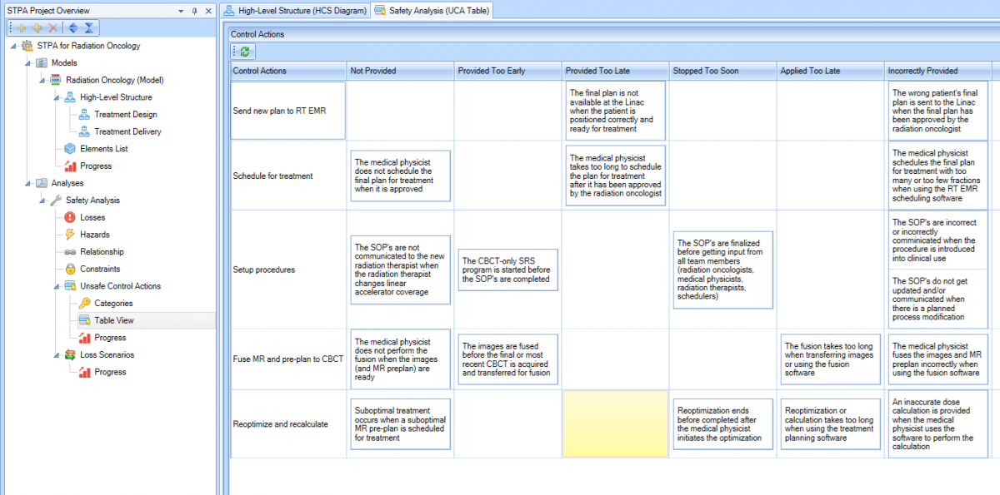 STPA Project Overview
STPA for Radiation Oncology
Models
Radiation Oncology (Model)
High-Level Structure
Treatment Design
Treatment Delivery
Elements List
Progress
Analyses
Safety Analysis
Losses
Hazards
Relationship
Constraints
Unsafe Control Actions
Categories
Table View
Progress
Loss Scenarios
Progress
High-Level Structure (HCS Diagram)
Safety Analysis (UCA Table)
Control Actions
Control Actions
Not Provided
Provided Too Early
Provided Too Late
Stopped Too Soon
Applied Too Late
Incorrectly Provided
Send new plan to RT EMR
The final plan is not
available at the Linac
when the patient is
positioned correctly and
ready for treatment
The wrong patient's final
plan is sent to the Linac
when the final plan has
been approved by the
radiation oncologist
Schedule for treatment
The medical physicist
does not schedule the
final plan for treatment
when it is approved
The medical physicist
takes too long to schedule
the plan for treatment
after it has been approved
by the radiation oncologist
The medical physicist
schedules the final plan
for treatment with too
many or too few fractions
when using the RT EMR
scheduling software
Setup procedures
The SOP's are not
communicated to the new
radiation therapist when
the radiation therapist
changes linear
accelerator coverage
The CBCT-only SRS
program is started before
the SOP's are completed
The SOP's are finalized
before getting input from
all team members
(radiation oncologists,
medical physicists,
radiation therapists,
schedulers)
The SOP's are incorrect
or incorrectly
comminicated when the
procedure is introduced
into clinical use
The SOP's do not get
updated and/or
communicated when
there is a planned
process modification
Fuse MR and pre-plan to CBCT
The medical physicist
does not perform the
fusion when the images
(and MR preplan) are
ready
The images are fused
before the final or most
recent CBCT is acquired
and transferred for fusion
The fusion takes too long
when transferring images
or using the fusion
software
The medical physicist
fuses the images and MR
preplan incorrectly when
using the fusion software
Reoptimize and recalculate
Suboptimal treatment
occurs when a suboptimal
MR pre-plan is scheduled
for treatment
Reoptimization ends
before completed after
the medical physicist
initiates the optimization
Reoptimization or
calculation takes too long
when using the treatment
planning software
An inaccurate dose
calculation is provided
when the medical
physicist uses the
software to perform the
calculation